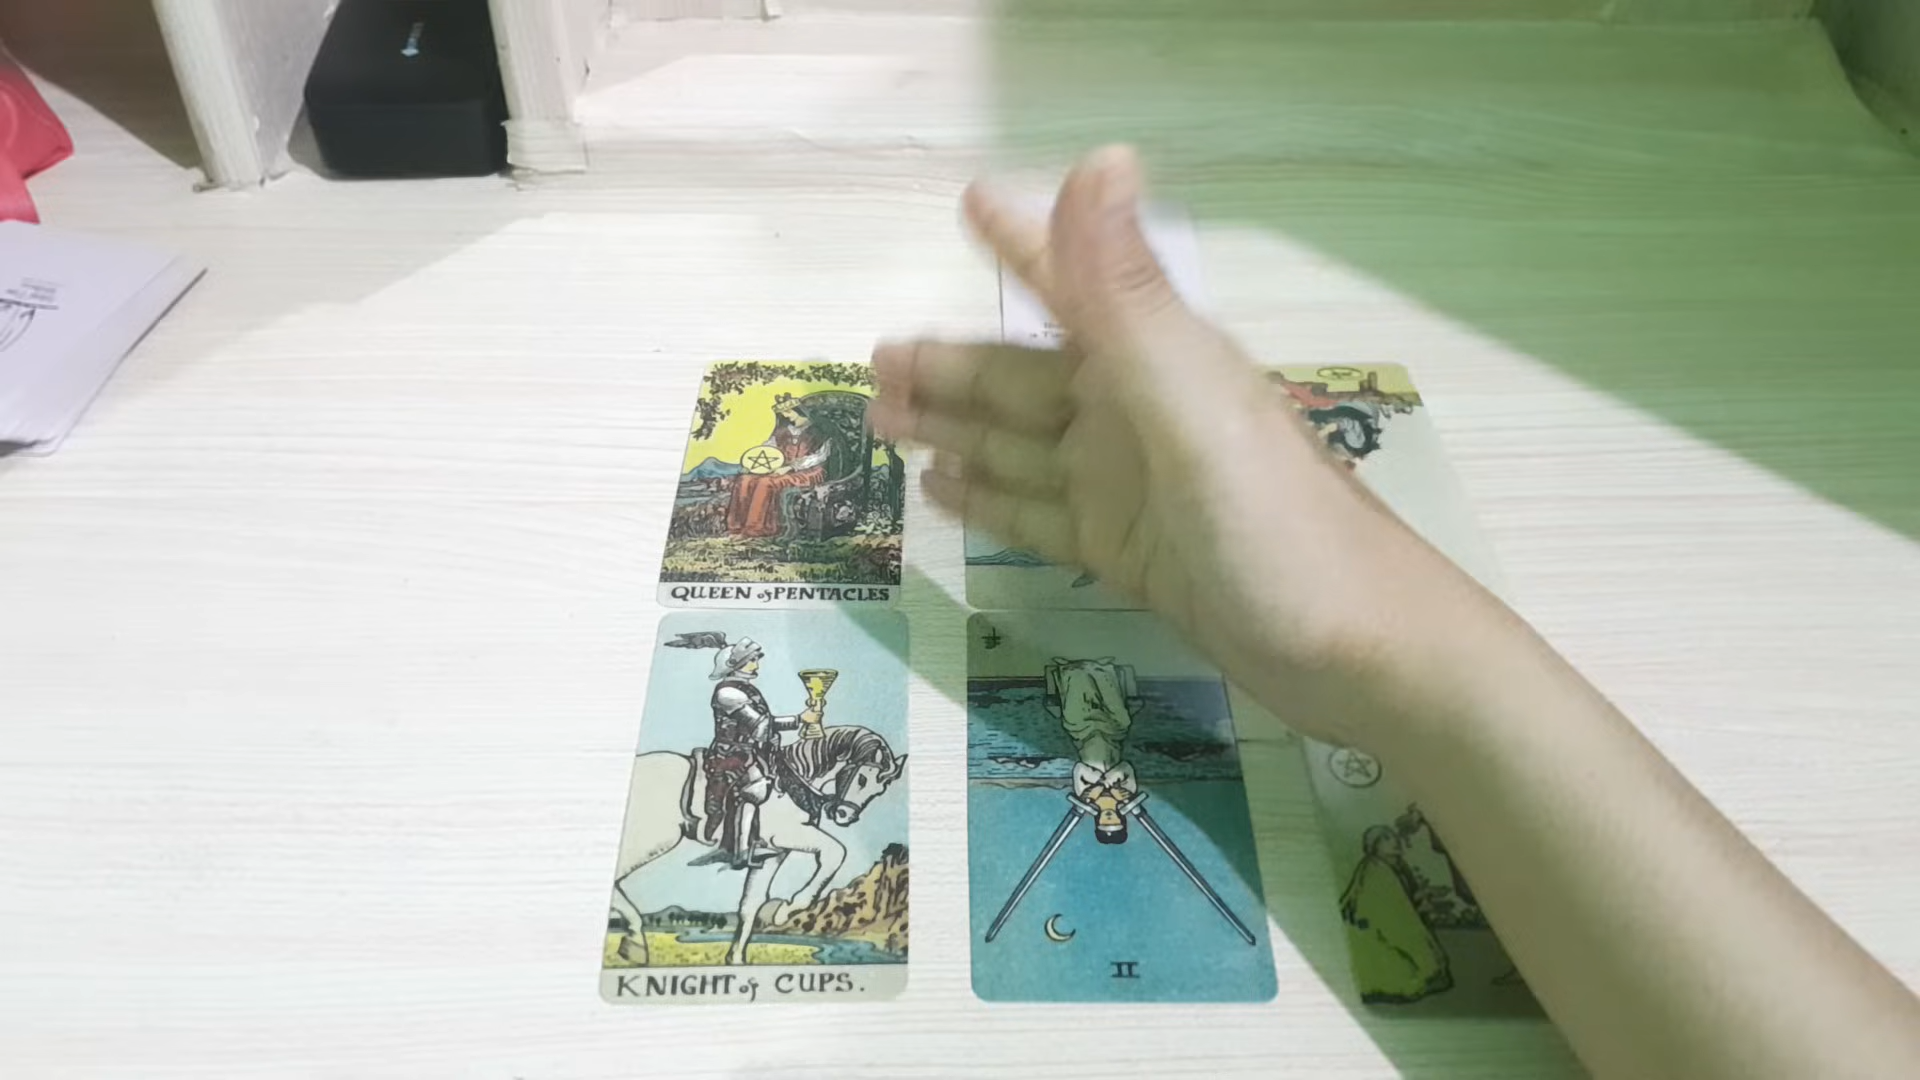 QUEEN of PENTACLES
KNIGHT of CUPS.
II